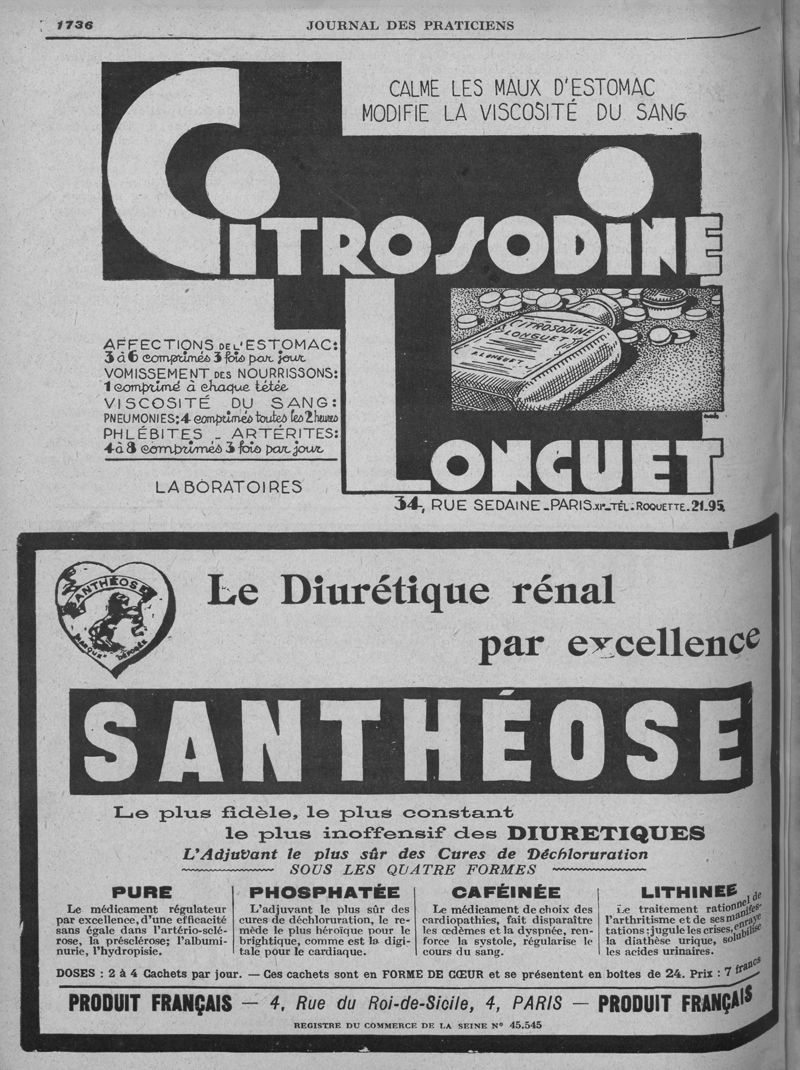 1736
JOURNAL DES PRATICIENS
CALME LES MAUX D'ESTOMAC
MODIFIE LA VISCOSITÉ DU SANG
CITROSODINE
CITROSODINE
LONGUET
LONGUET
AFFECTIONS DE L'ESTOMAC:
3 à 6 comprimés 3 fois par jour
VOMISSEMENT DES NOURRISSONS:
1 comprimé à chaque tétée
VISCOSITÉ DU SANG:
PNEUMONIES: 4 comprimés toutes les 2 heures
PHLÉBITES - ARTÉRITES:
4 à 8 comprimés 3 fois par jour
LABORATOIRES
LONGUET
34, RUE SEDAINE - PARIS XIe - TÉL. ROQUETTE. 21-95
SANTHÉOSE
MARQUE DÉPOSÉE
Le Diurétique rénal
par excellence
SANTHÉOSE
Le plus fidèle, le plus constant
le plus inoffensif des DIURETIQUES
L'Adjuvant le plus sûr des Cures de Déchloruration
SOUS LES QUATRE FORMES
PURE
Le médicament régulateur
par excellence, d'une efficacité
sans égale dans l'artério-sclé-
rose, la présclérose; l'albumi-
nurie, l'hydropisie.
PHOSPHATÉE
L'adjuvant le plus sûr des
cures de déchloruration, le re-
mède le plus héroïque pour le
brightique, comme est la digi-
tale pour le cardiaque.
CAFÉINÉE
Le médicament de choix des
cardiopathies, fait disparaître
les œdèmes et la dyspnée, ren-
force la systole, régularise le
cours du sang.
LITHINEE
Le traitement rationnel de
l'arthritisme et de ses manifes-
tations; jugule les crises, enraye
la diathèse urique, solubilise
les acides urinaires.
DOSES : 2 à 4 Cachets par jour. — Ces cachets sont en FORME DE CŒUR et se présentent en boîtes de 24. Prix : 7 francs
PRODUIT FRANÇAIS — 4, Rue du Roi-de-Sicile, 4, PARIS — PRODUIT FRANÇAIS
REGISTRE DU COMMERCE DE LA SEINE N° 45.545